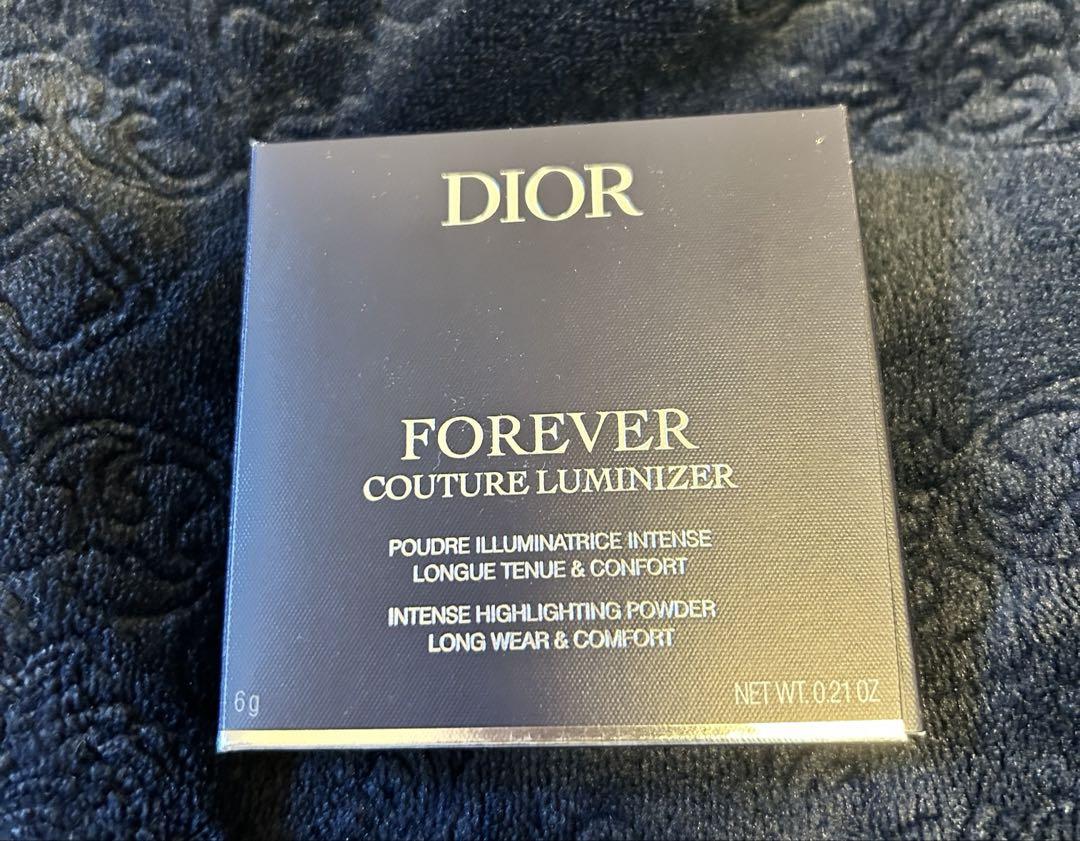 DIOR
FOREVER
COUTURE LUMINIZER
POUDRE ILLUMINATRICE INTENSE
LONGUE TENUE & CONFORT
INTENSE HIGHLIGHTING POWDER
LONG WEAR & COMFORT
6 g NET WT. 0.21 OZ